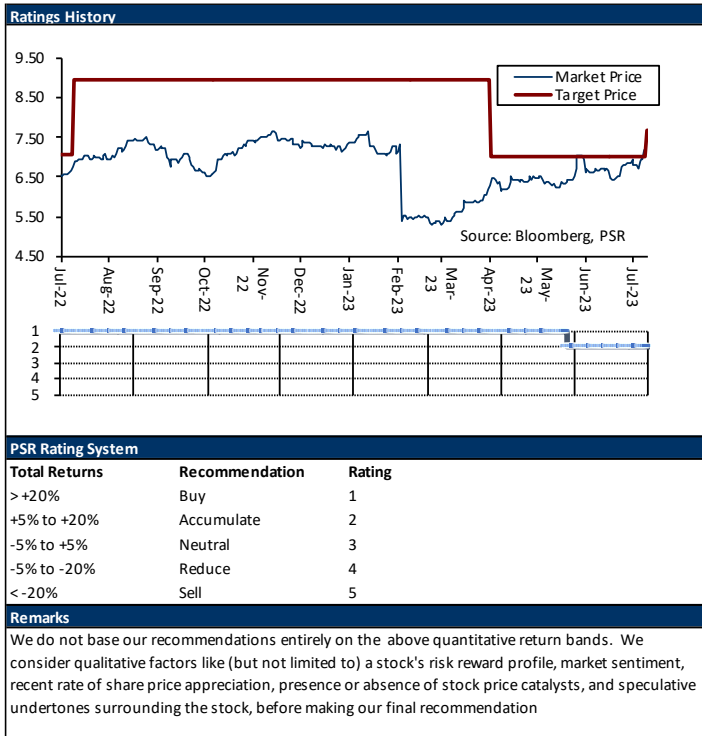 Ratings History
9.50
8.50
7.50
6.50
5.50
4.50
Market Price
Target Price
Source: Bloomberg, PSR
Jul-22
Aug-22
Sep-22
Oct-22
Nov-
22
Dec-22
Jan-23
Feb-23
Mar-
23
Apr-23
May-
23
Jun-23
Jul-23
1
2
3
4
5
PSR Rating System
Total Returns Recommendation Rating
> +20% Buy 1
+5% to +20% Accumulate 2
-5% to +5% Neutral 3
-5% to -20% Reduce 4
< -20% Sell 5
Remarks
We do not base our recommendations entirely on the above quantitative return bands. We
consider qualitative factors like (but not limited to) a stock's risk reward profile, market sentiment,
recent rate of share price appreciation, presence or absence of stock price catalysts, and speculative
undertones surrounding the stock, before making our final recommendation